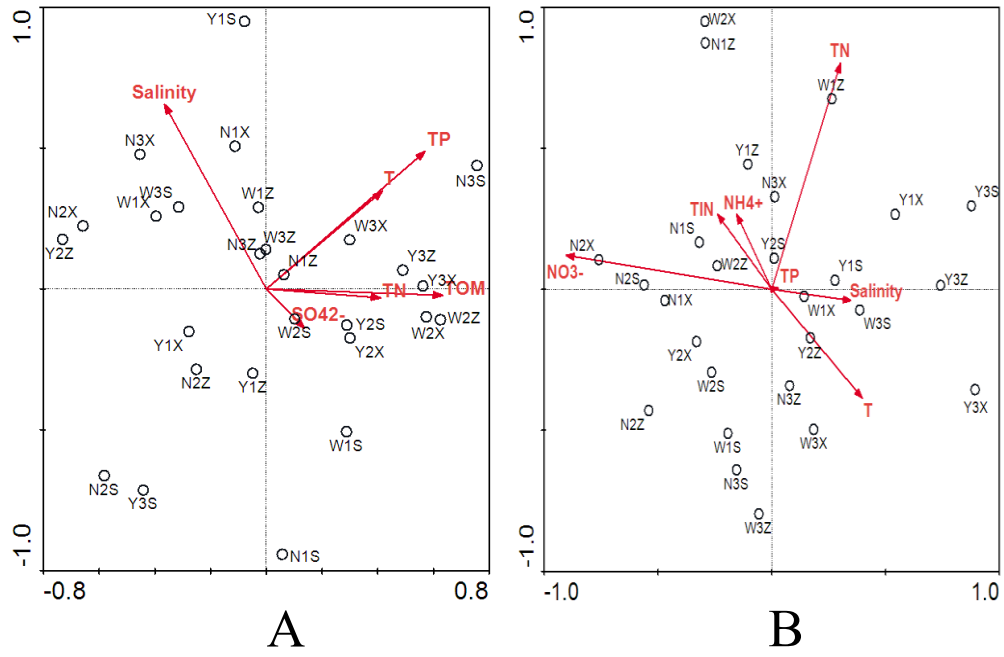 1.0
Y1S
Salinity
N3X
N1X
TP
T
N3S
W3S
W1X
W1Z
N2X
Y2Z
W3X
N3Z
W3Z
N1Z
Y3Z
Y3X
TOM
TN
SO42-
W2S
Y2S
W2X
W2Z
Y2X
Y1X
N2Z
Y1Z
W1S
N2S
Y3S
N1S
-1.0
-0.8
0.8
A
1.0
W2X
N1Z
TN
W1Z
Y1Z
N3X
Y1X
Y3S
TIN
NH4+
N1S
Y2S
N2X
W2Z
NO3-
N2S
TP
Y1S
Y3Z
Salinity
N1X
W1X
W3S
Y2X
Y2Z
W2S
N3Z
T
Y3X
N2Z
W1S
W3X
N3S
W3Z
-1.0
-1.0
1.0
B